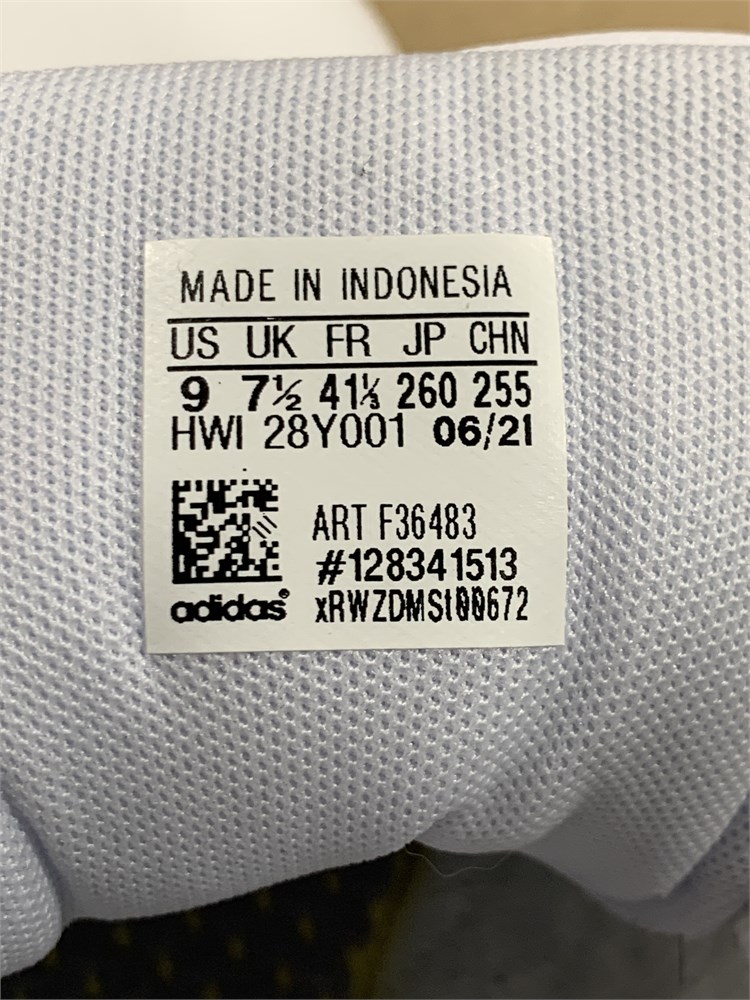 MADE IN INDONESIA
US UK FR JP CHN
9 7½ 41⅓ 260 255
HWI 28Y001 06/21
ART F36483
#128341513
adidas® xRWZDMSt00672